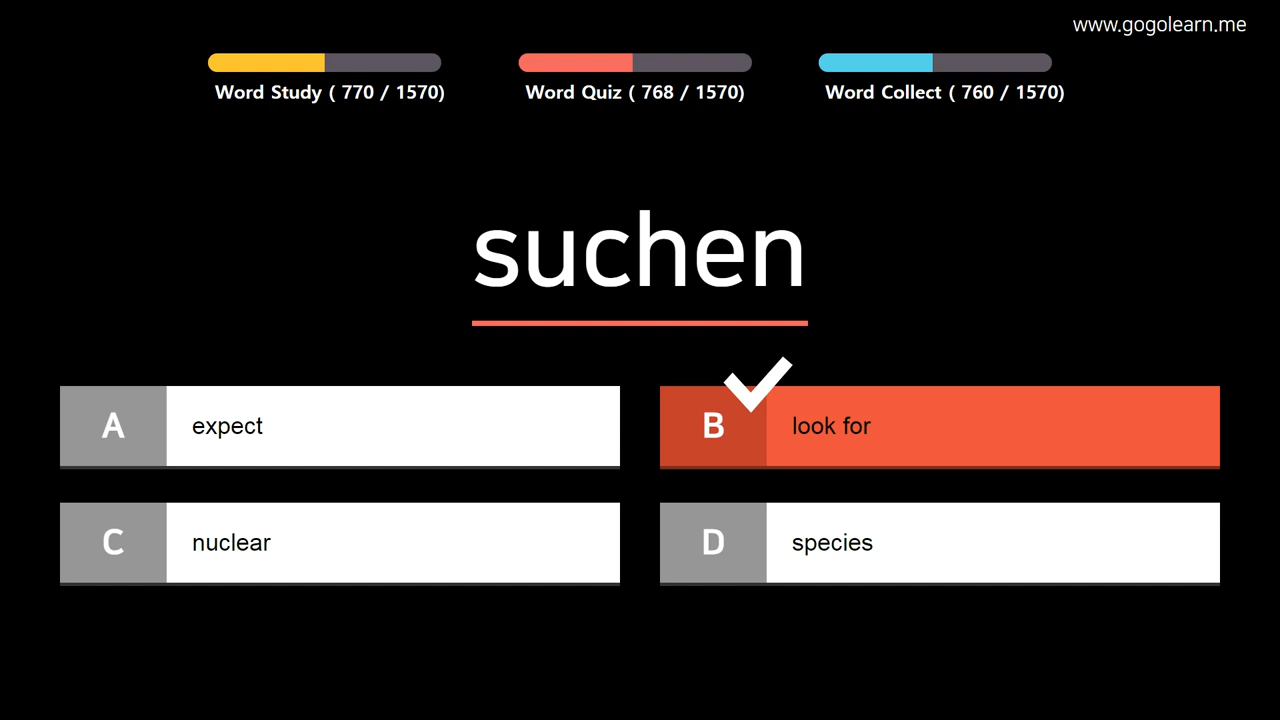 www.gogolearn.me
Word Study ( 770 / 1570)
Word Quiz ( 768 / 1570)
Word Collect ( 760 / 1570)
suchen
A expect
B look for
C nuclear
D species